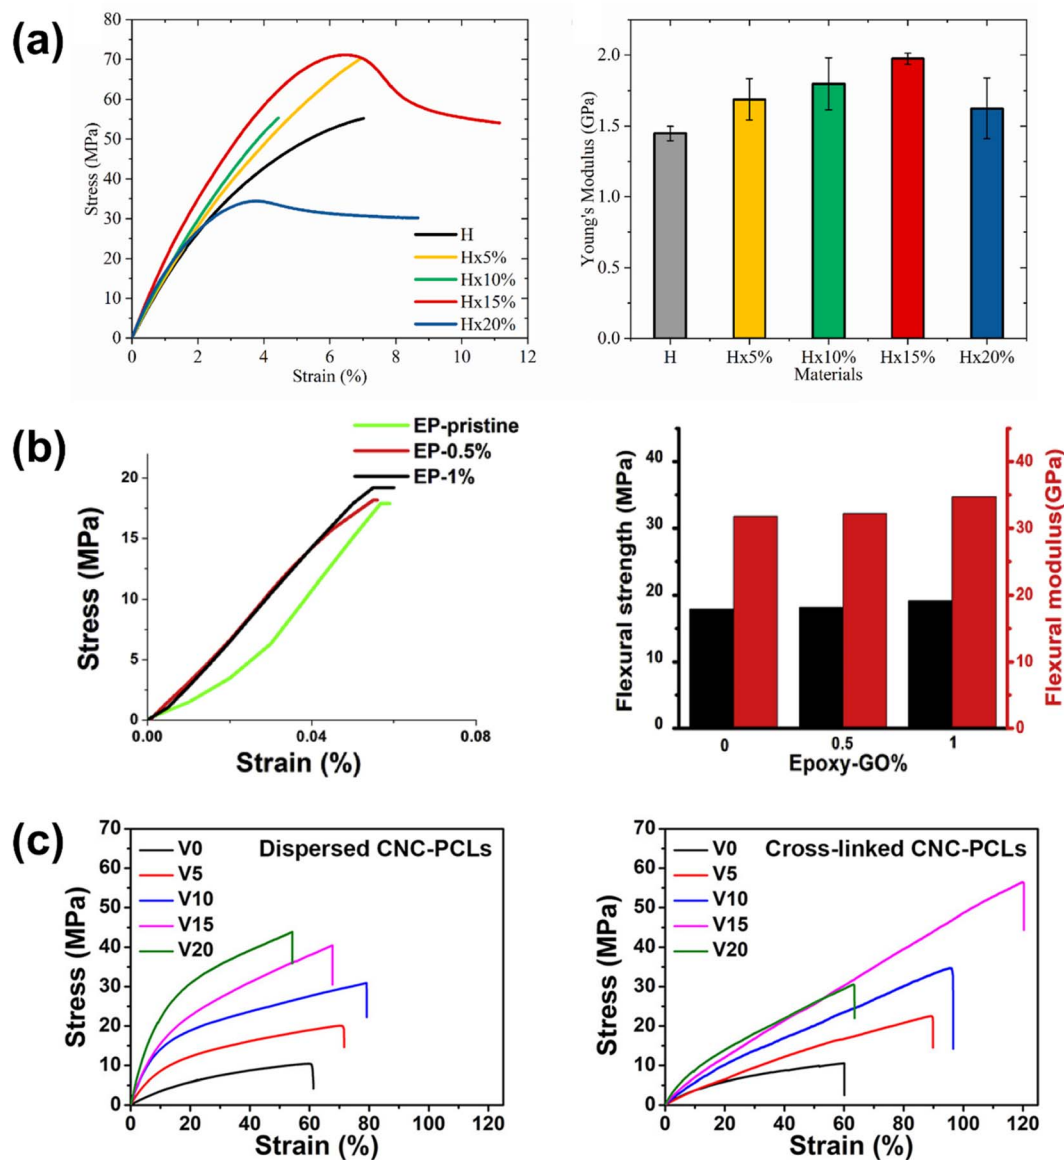 (a)
80
70
60
50
40
30
20
10
0
Stress (MPa)
0 2 4 6 8 10 12
Strain (%)
H
Hx5%
Hx10%
Hx15%
Hx20%
2.0
1.5
1.0
0.5
0.0
Young's Modulus (GPa)
H Hx5% Hx10% Hx15% Hx20%
Materials
(b)
EP-pristine
EP-0.5%
EP-1%
20
15
10
5
0
Stress (MPa)
0.00 0.04 0.08
Strain (%)
40
30
20
10
0
Flexural strength (MPa)
40
30
20
10
0
Flexural modulus(GPa)
0 0.5 1
Epoxy-GO%
(c)
70
60
50
40
30
20
10
0
Stress (MPa)
V0
V5
V10
V15
V20
Dispersed CNC-PCLs
0 20 40 60 80 100 120
Strain (%)
70
60
50
40
30
20
10
0
Stress (MPa)
V0
V5
V10
V15
V20
Cross-linked CNC-PCLs
0 20 40 60 80 100 120
Strain (%)